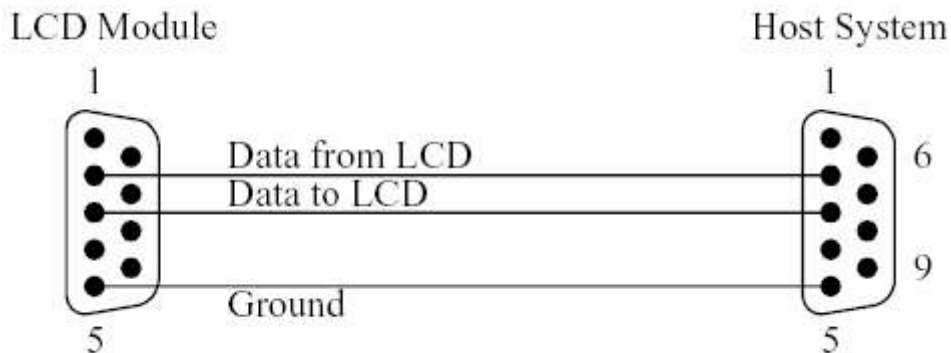 LCD Module
Host System
1
1
Data from LCD
6
Data to LCD
9
Ground
5
5